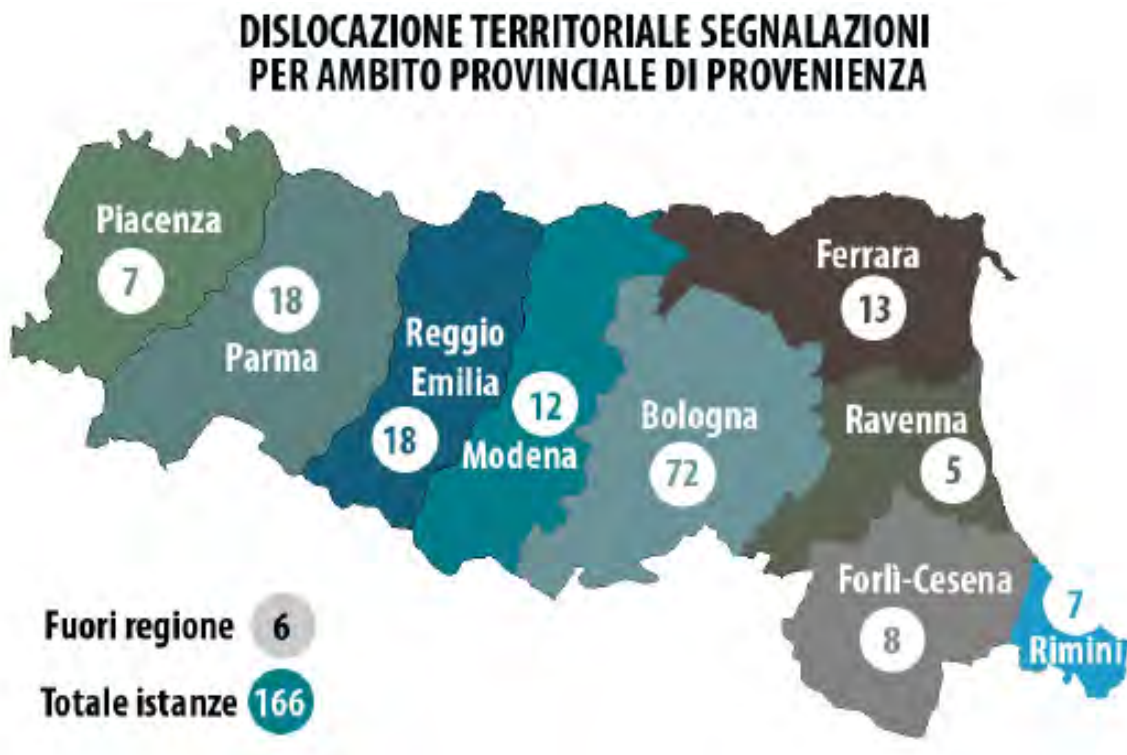 DISLOCAZIONE TERRITORIALE SEGNALAZIONI
PER AMBITO PROVINCIALE DI PROVENIENZA
Piacenza
7
18
Parma
Reggio
Emilia
18
12
Modena
Bologna
72
Ferrara
13
Ravenna
5
Forlì-Cesena
8
7
Rimini
Fuori regione 6
Totale istanze 166